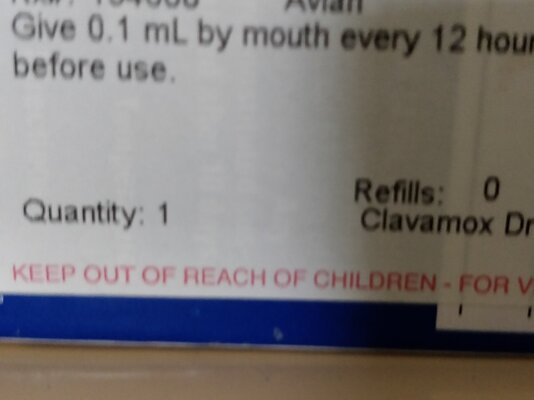 Avian
Give 0.1 mL by mouth every 12 hour
before use.
Refills: 0
Quantity: 1
Clavamox Dr
KEEP OUT OF REACH OF CHILDREN - FOR V